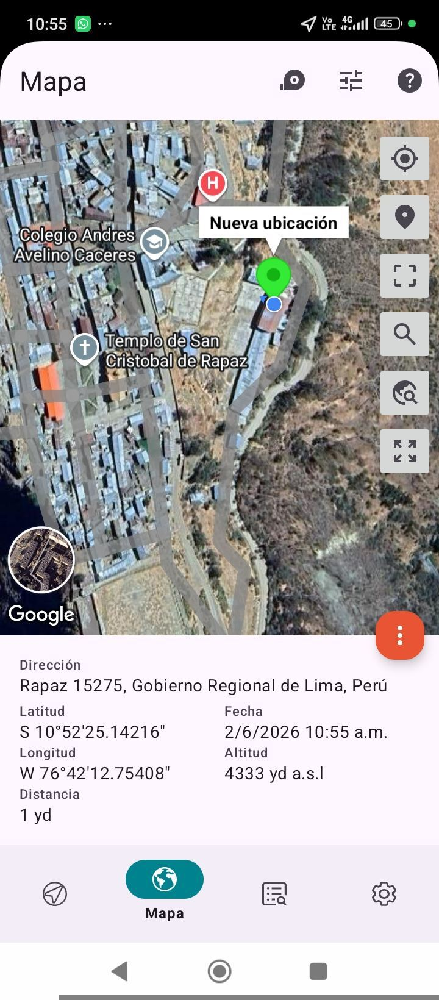 10:55
Vo
LTE
4G
45
Mapa
H
Nueva ubicación
Colegio Andres
Avelino Caceres
Templo de San
Cristobal de Rapaz
Google
Dirección
Rapaz 15275, Gobierno Regional de Lima, Perú
Latitud
Fecha
S 10°52'25.14216"
2/6/2026 10:55 a.m.
Longitud
Altitud
W 76°42'12.75408"
4333 yd a.s.l
Distancia
1 yd
Mapa